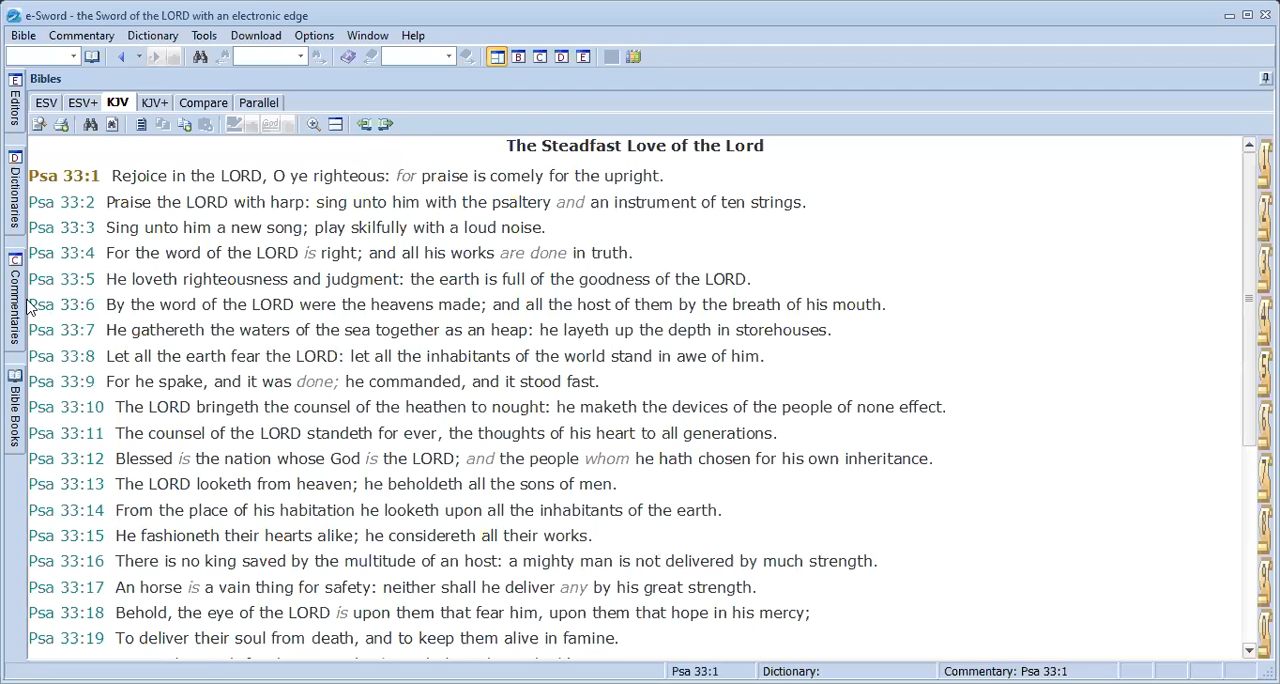 e-Sword - the Sword of the LORD with an electronic edge
Bible Commentary Dictionary Tools Download Options Window Help
B C D E
Bibles
ESV ESV+ KJV KJV+ Compare Parallel
God
E Editors
D Dictionaries
C Commentaries
Bible Books
The Steadfast Love of the Lord
Psa 33:1 Rejoice in the LORD, O ye righteous: for praise is comely for the upright.
Psa 33:2 Praise the LORD with harp: sing unto him with the psaltery and an instrument of ten strings.
Psa 33:3 Sing unto him a new song; play skilfully with a loud noise.
Psa 33:4 For the word of the LORD is right; and all his works are done in truth.
Psa 33:5 He loveth righteousness and judgment: the earth is full of the goodness of the LORD.
Psa 33:6 By the word of the LORD were the heavens made; and all the host of them by the breath of his mouth.
Psa 33:7 He gathereth the waters of the sea together as an heap: he layeth up the depth in storehouses.
Psa 33:8 Let all the earth fear the LORD: let all the inhabitants of the world stand in awe of him.
Psa 33:9 For he spake, and it was done; he commanded, and it stood fast.
Psa 33:10 The LORD bringeth the counsel of the heathen to nought: he maketh the devices of the people of none effect.
Psa 33:11 The counsel of the LORD standeth for ever, the thoughts of his heart to all generations.
Psa 33:12 Blessed is the nation whose God is the LORD; and the people whom he hath chosen for his own inheritance.
Psa 33:13 The LORD looketh from heaven; he beholdeth all the sons of men.
Psa 33:14 From the place of his habitation he looketh upon all the inhabitants of the earth.
Psa 33:15 He fashioneth their hearts alike; he considereth all their works.
Psa 33:16 There is no king saved by the multitude of an host: a mighty man is not delivered by much strength.
Psa 33:17 An horse is a vain thing for safety: neither shall he deliver any by his great strength.
Psa 33:18 Behold, the eye of the LORD is upon them that fear him, upon them that hope in his mercy;
Psa 33:19 To deliver their soul from death, and to keep them alive in famine.
1
2
3
4
5
6
7
8
9
0
Psa 33:1 Dictionary: Commentary: Psa 33:1